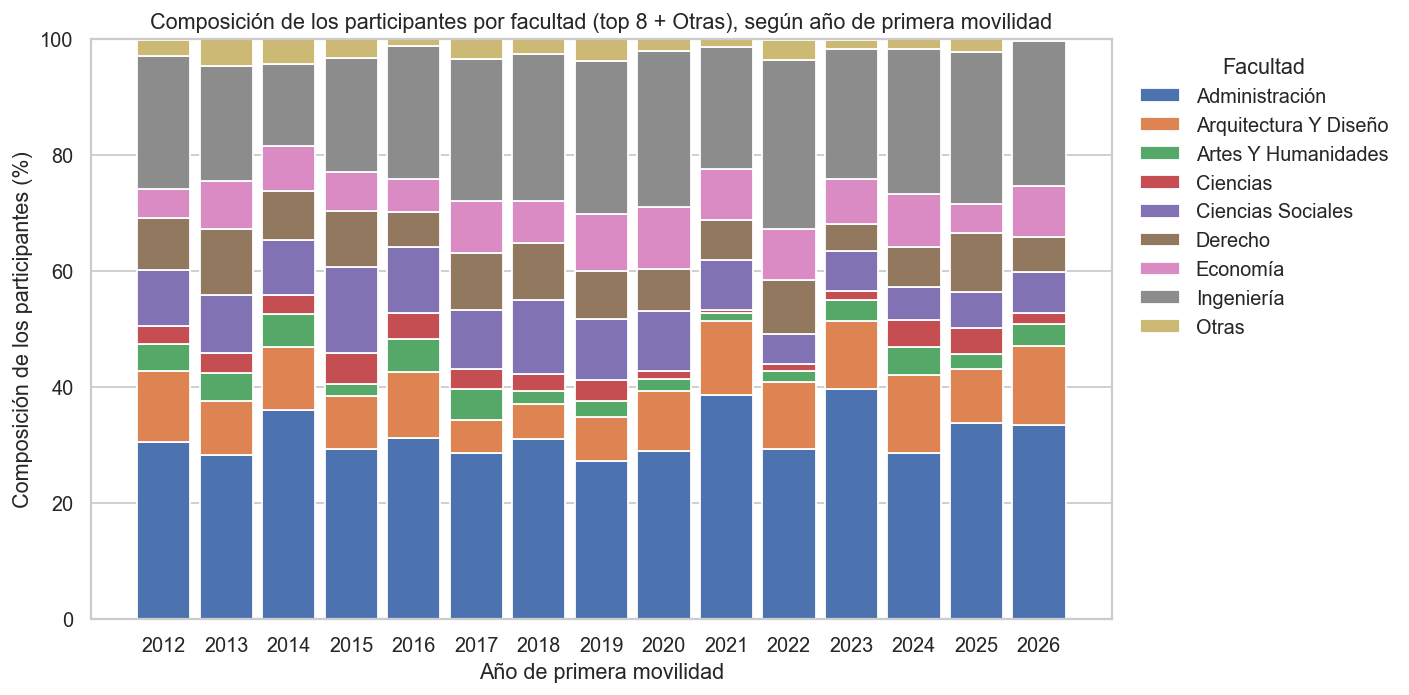 Composición de los participantes por facultad (top 8 + Otras), según año de primera movilidad
Composición de los participantes (%)
100
80
60
40
20
0
2012 2013 2014 2015 2016 2017 2018 2019 2020 2021 2022 2023 2024 2025 2026
Año de primera movilidad
Facultad
Administración
Arquitectura Y Diseño
Artes Y Humanidades
Ciencias
Ciencias Sociales
Derecho
Economía
Ingeniería
Otras